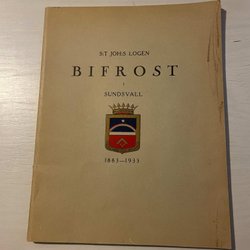 S:T JOH:S LOGEN
BIFROST
I
SUNDSVALL
1883—1933